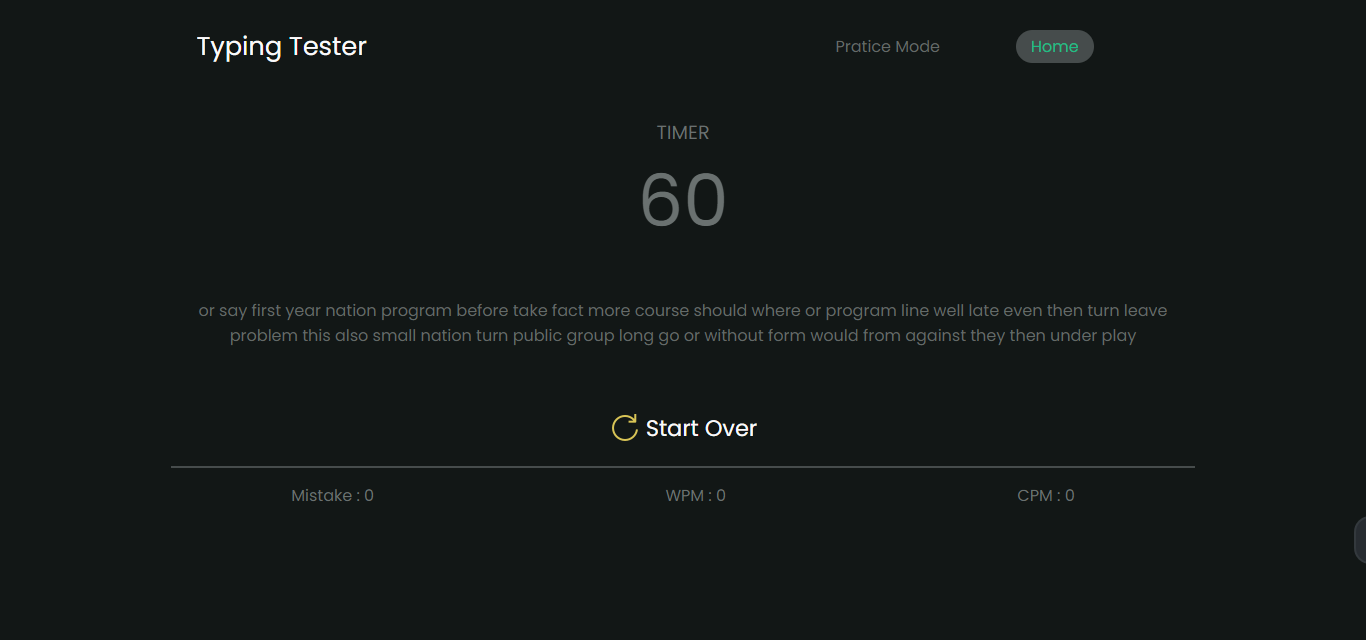 Typing Tester
Pratice Mode
Home
TIMER
60
or say first year nation program before take fact more course should where or program line well late even then turn leave
problem this also small nation turn public group long go or without form would from against they then under play
Start Over
Mistake : 0
WPM : 0
CPM : 0